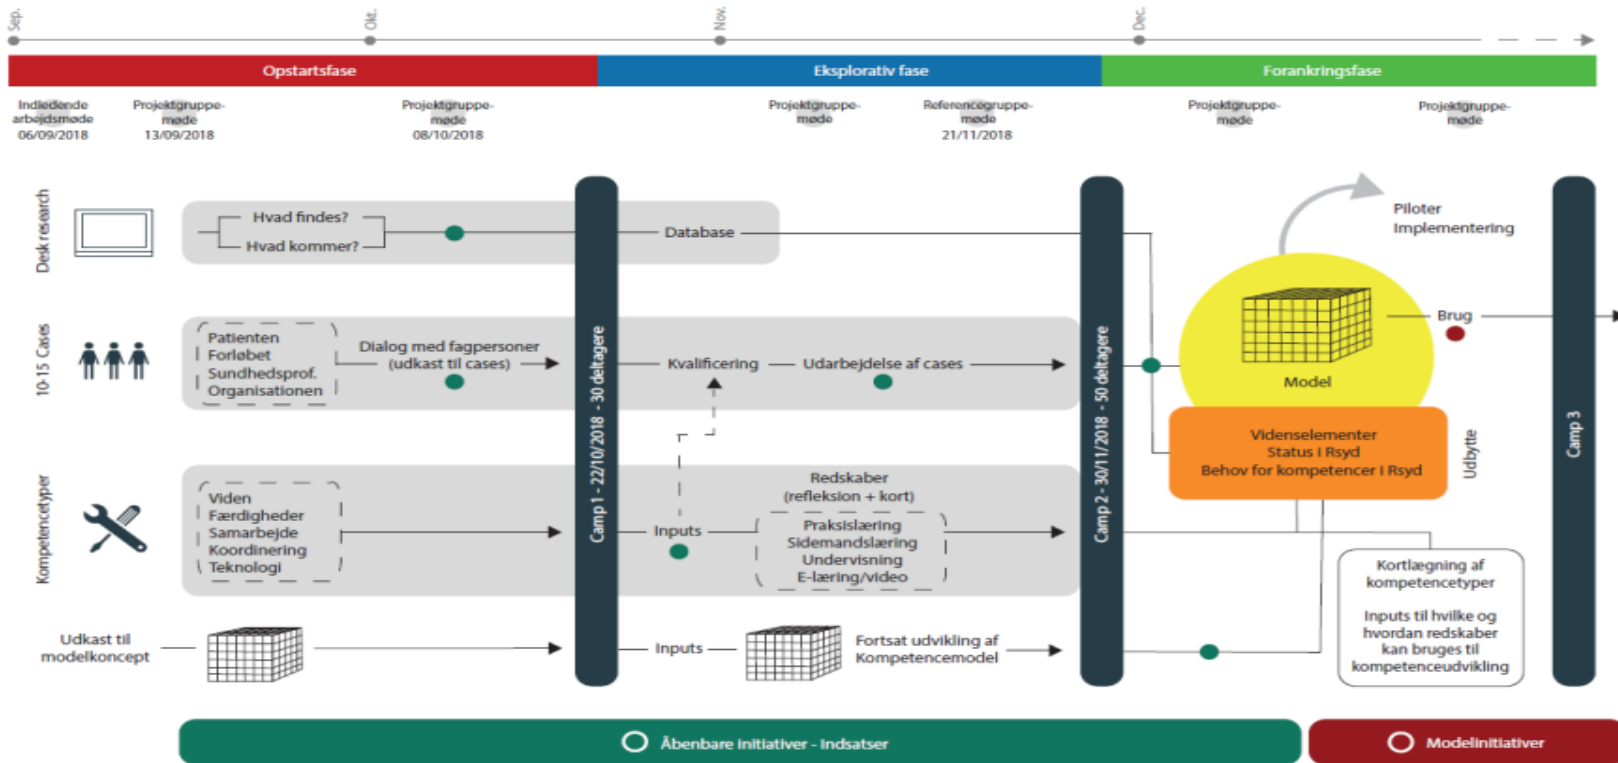 Sep.
Okt.
Nov.
Dec.
Opstartsfase
Eksplorativ fase
Forankringsfase
Indledende
arbejdsmøde
06/09/2018
Projektgruppe-
møde
13/09/2018
Projektgruppe-
møde
08/10/2018
Projektgruppe-
møde
Referencegruppe-
møde
21/11/2018
Projektgruppe-
møde
Projektgruppe-
møde
Desk research
Hvad findes?
Hvad kommer?
Database
10-15 Cases
Patienten
Forløbet
Sundhedsprof.
Organisationen
Dialog med fagpersoner
(udkast til cases)
Kvalificering
Udarbejdelse af cases
Kompetencetyper
Viden
Færdigheder
Samarbejde
Koordinering
Teknologi
Inputs
Redskaber
(refleksion + kort)
Praksislæring
Sidemandslæring
Undervisning
E-læring/video
Udkast til
modelkoncept
Inputs
Fortsat udvikling af
Kompetencemodel
Camp 1 - 22/10/2018 - 30 deltagere
Camp 2 - 30/11/2018 - 50 deltagere
Piloter
Implementering
Model
Brug
Videnselementer
Status i Rsyd
Behov for kompetencer i Rsyd
Udbytte
Kortlægning af
kompetencetyper
Inputs til hvilke og
hvordan redskaber
kan bruges til
kompetenceudvikling
Camp 3
Åbenbare initiativer - Indsatser
Modelinitiativer